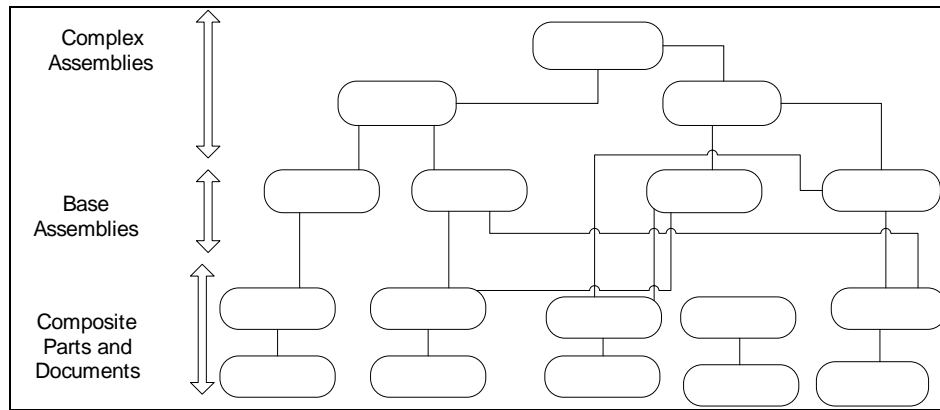 Complex
Assemblies
Base
Assemblies
Composite
Parts and
Documents